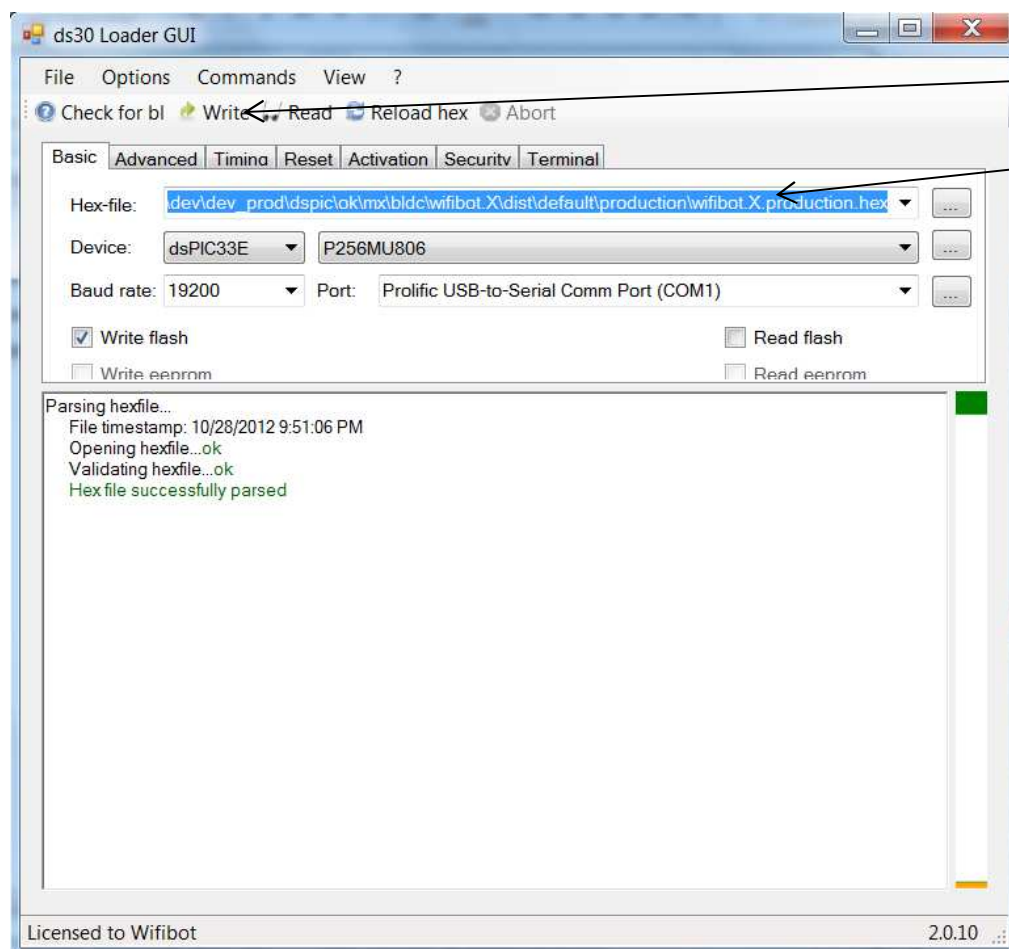 ds30 Loader GUI
File Options Commands View ?
Check for bl Write Read Reload hex Abort
Basic Advanced Timing Reset Activation Security Terminal
Hex-file: \dev\dev_prod\dspic\ok\mx\bldc\wifibot.X\dist\default\production\wifibot.X.production.hex ...
Device: dsPIC33E P256MU806 ...
Baud rate: 19200 Port: Prolific USB-to-Serial Comm Port (COM1) ...
Write flash Read flash
Write eeprom Read eeprom
Parsing hexfile...
File timestamp: 10/28/2012 9:51:06 PM
Opening hexfile...ok
Validating hexfile...ok
Hex file successfully parsed
Licensed to Wifibot 2.0.10